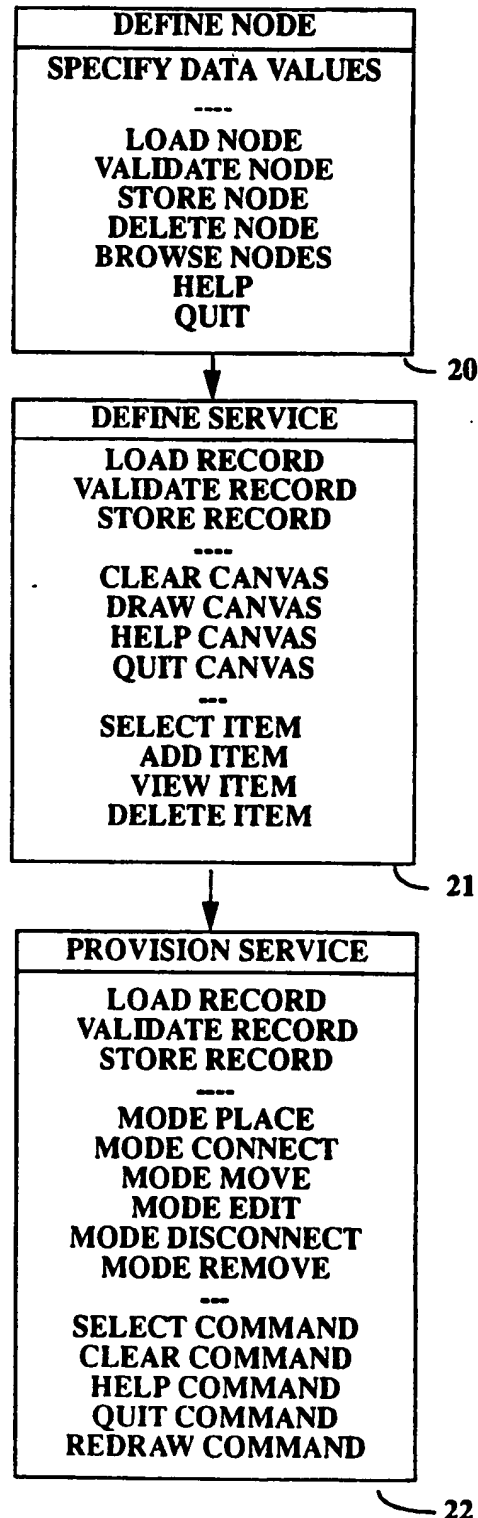 DEFINE NODE
SPECIFY DATA VALUES
----
LOAD NODE
VALIDATE NODE
STORE NODE
DELETE NODE
BROWSE NODES
HELP
QUIT
20
DEFINE SERVICE
LOAD RECORD
VALIDATE RECORD
STORE RECORD
----
CLEAR CANVAS
DRAW CANVAS
HELP CANVAS
QUIT CANVAS
---
SELECT ITEM
ADD ITEM
VIEW ITEM
DELETE ITEM
21
PROVISION SERVICE
LOAD RECORD
VALIDATE RECORD
STORE RECORD
----
MODE PLACE
MODE CONNECT
MODE MOVE
MODE EDIT
MODE DISCONNECT
MODE REMOVE
---
SELECT COMMAND
CLEAR COMMAND
HELP COMMAND
QUIT COMMAND
REDRAW COMMAND
22